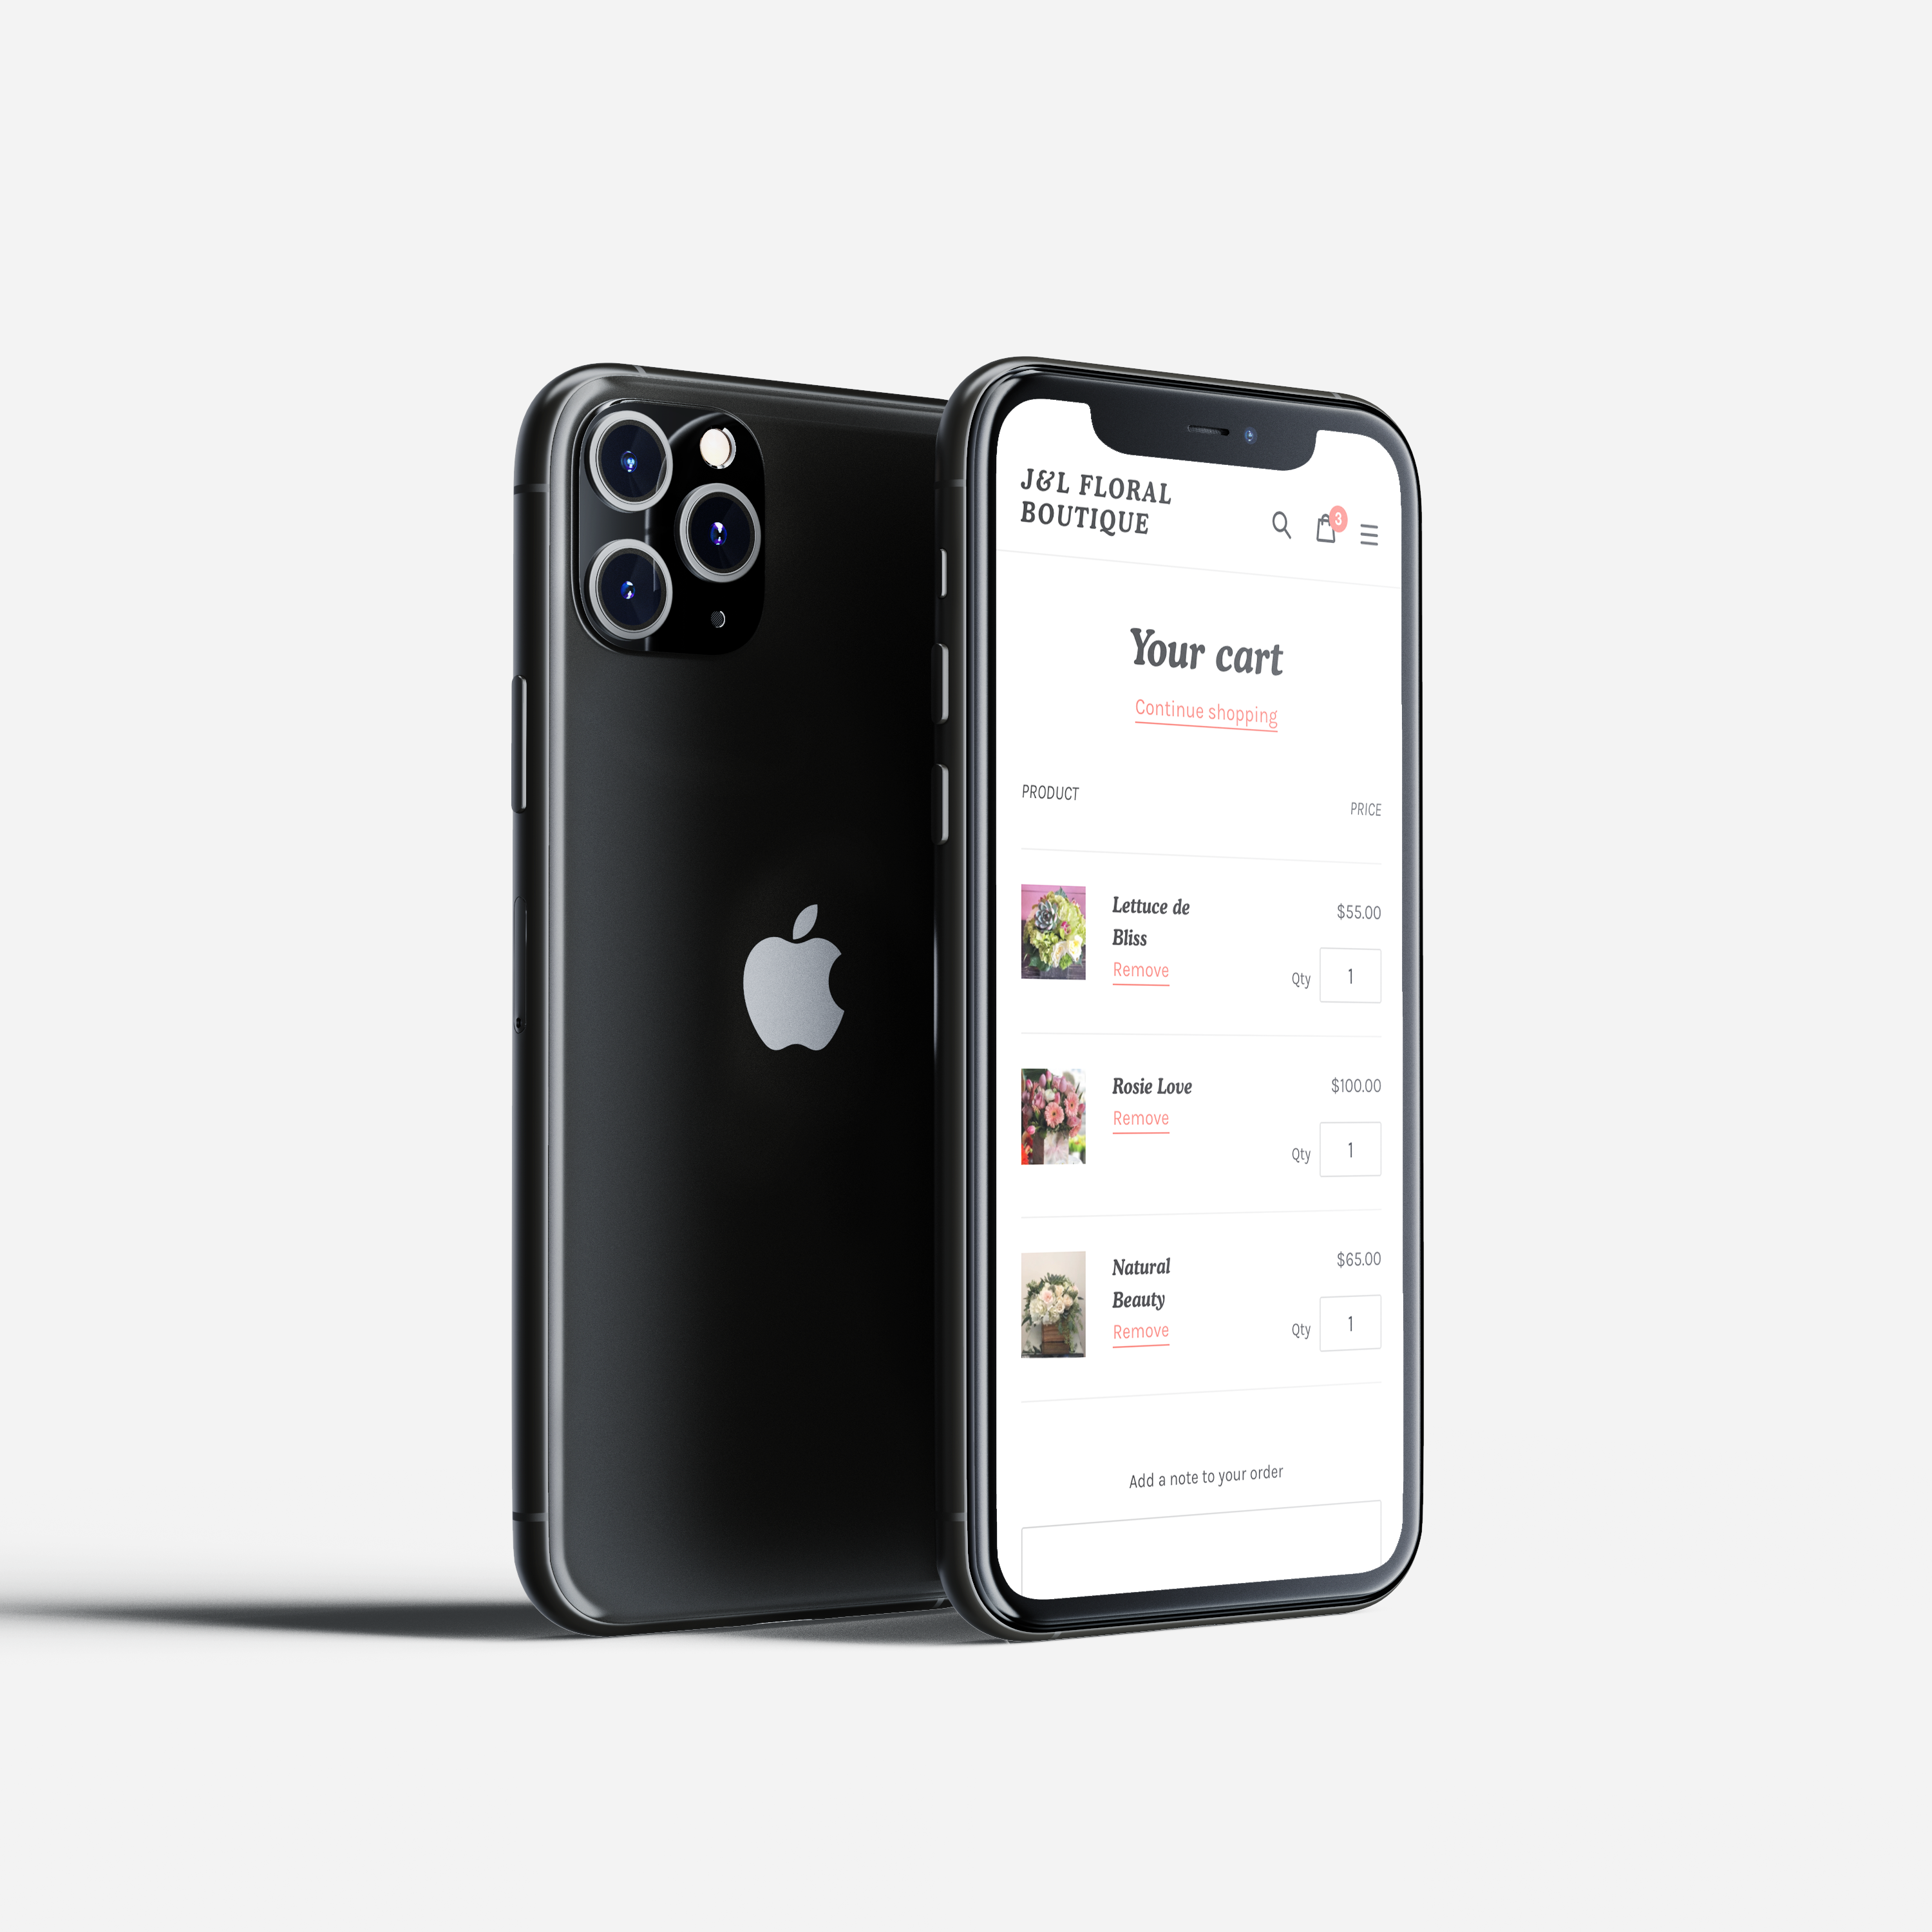 J&L FLORAL
BOUTIQUE
3
Your cart
Continue shopping
PRODUCT
PRICE
Lettuce de
Bliss
Remove
$55.00
Qty 1
Rosie Love
Remove
$100.00
Qty 1
Natural
Beauty
Remove
$65.00
Qty 1
Add a note to your order